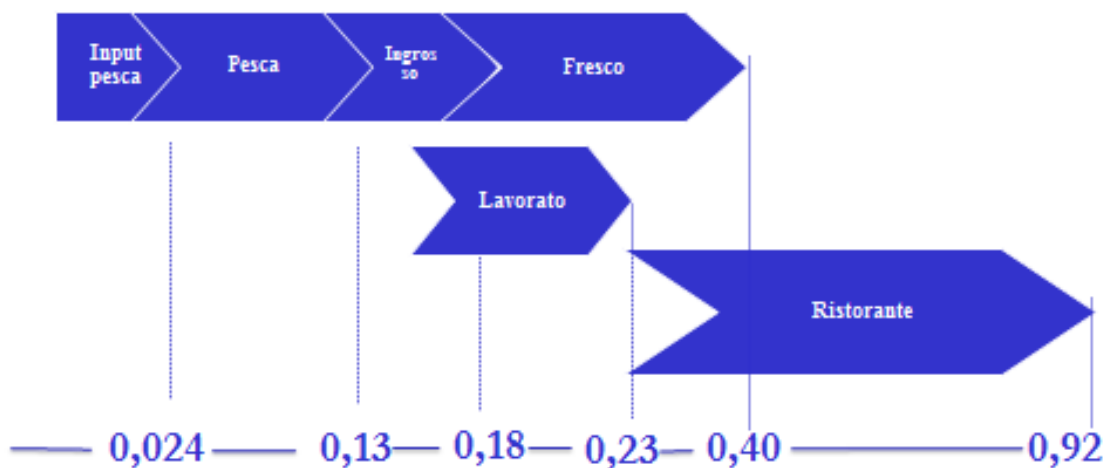 Input
pesca
Pesca
Ingros
so
Fresco
Lavorato
Ristorante
0,024 0,13 0,18 0,23 0,40 0,92